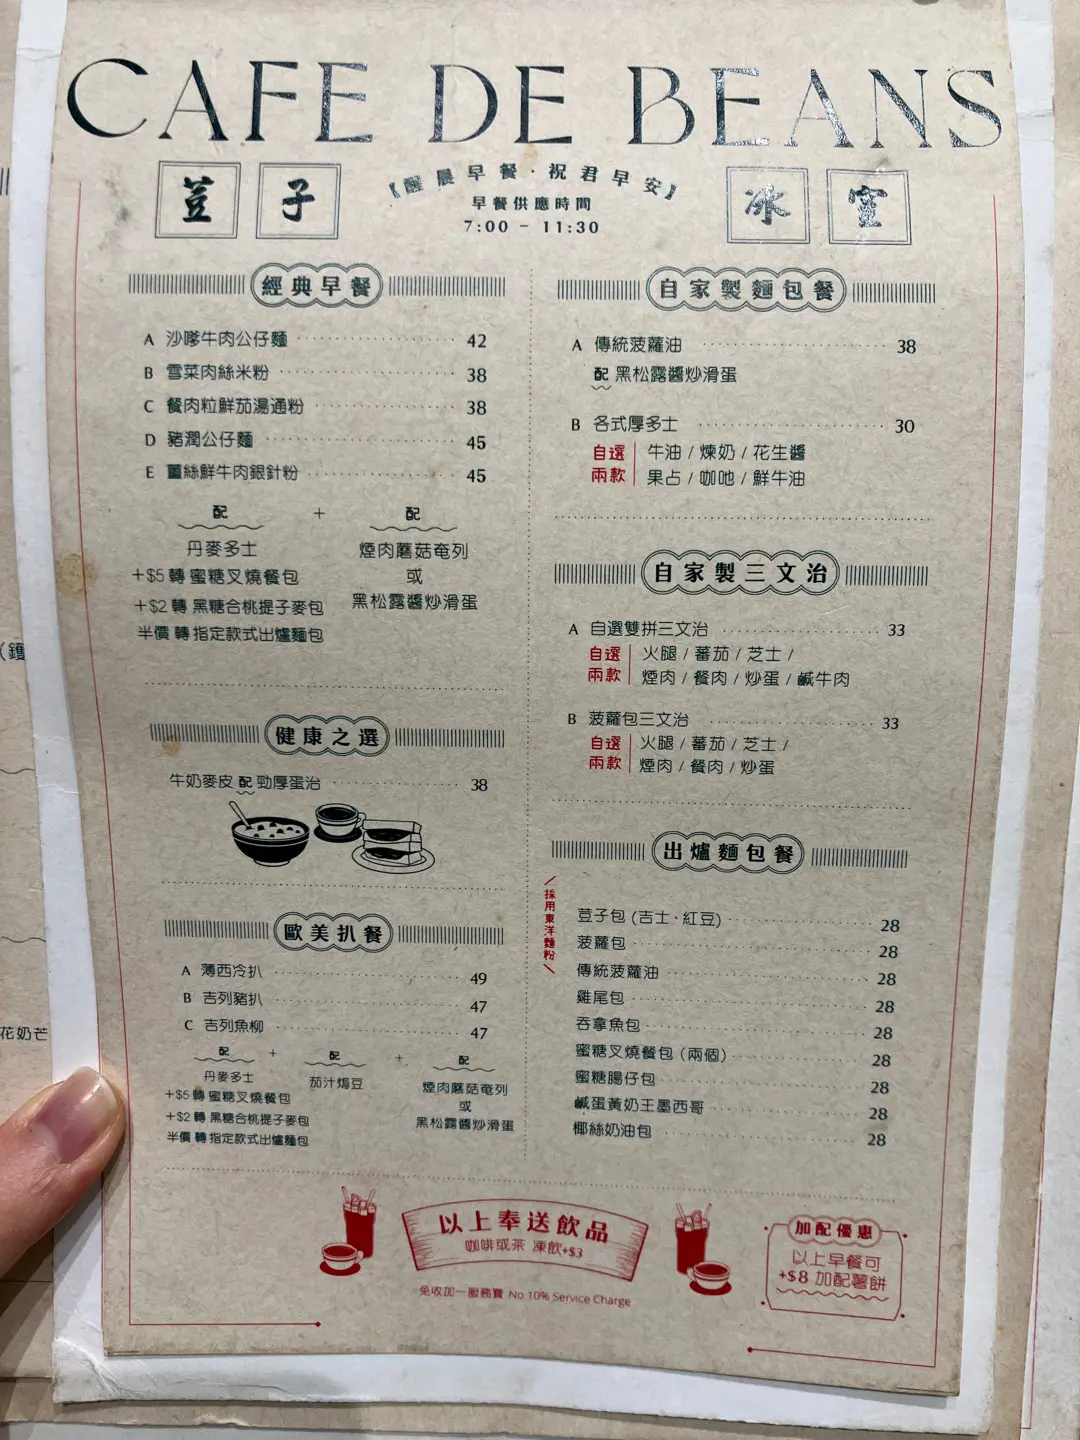 CAFE DE BEANS
荳子
冰室
【醒晨早餐·祝君早安】
早餐供應時間
7:00 - 11:30
經典早餐
A 沙嗲牛肉公仔麵 42
B 雪菜肉絲米粉 38
C 餐肉粒鮮茄湯通粉 38
D 豬潤公仔麵 45
E 薑絲鮮牛肉銀針粉 45
配 + 配
丹麥多士
+$5 轉 蜜糖叉燒餐包
+$2 轉 黑糖合桃提子麥包
半價 轉 指定款式出爐麵包
煙肉蘑菇奄列
或
黑松露醬炒滑蛋
健康之選
牛奶麥皮 配 勁厚蛋治 38
歐美扒餐
A 薄西冷扒 49
B 吉列豬扒 47
C 吉列魚柳 47
配 + 配 + 配
丹麥多士
+$5 轉 蜜糖叉燒餐包
+$2 轉 黑糖合桃提子麥包
半價 轉 指定款式出爐麵包
茄汁焗豆
煙肉蘑菇奄列
或
黑松露醬炒滑蛋
自家製麵包餐
A 傳統菠蘿油 38
配 黑松露醬炒滑蛋
B 各式厚多士 30
自選 牛油 / 煉奶 / 花生醬
兩款 果占 / 咖吔 / 鮮牛油
自家製三文治
A 自選雙拼三文治 33
自選 火腿 / 蕃茄 / 芝士 /
兩款 煙肉 / 餐肉 / 炒蛋 / 鹹牛肉
B 菠蘿包三文治 33
自選 火腿 / 蕃茄 / 芝士 /
兩款 煙肉 / 餐肉 / 炒蛋
出爐麵包餐
採用東洋麵粉
荳子包 (吉士、紅豆) 28
菠蘿包 28
傳統菠蘿油 28
雞尾包 28
吞拿魚包 28
蜜糖叉燒餐包 (兩個) 28
蜜糖腸仔包 28
鹹蛋黃奶王墨西哥 28
椰絲奶油包 28
以上奉送飲品
咖啡或茶 凍飲+$3
免收加一服務費 No 10% Service Charge
加配優惠
以上早餐可
+$8 加配薯餅
(鑊
花奶芒